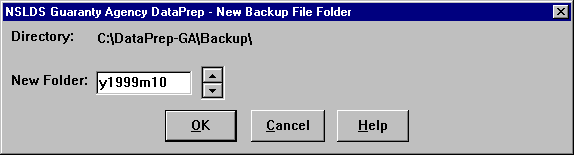 NSLDS Guaranty Agency DataPrep - New Backup File Folder
Directory: C:\DataPrep-GA\Backup\
New Folder: y1999m10
OK Cancel Help